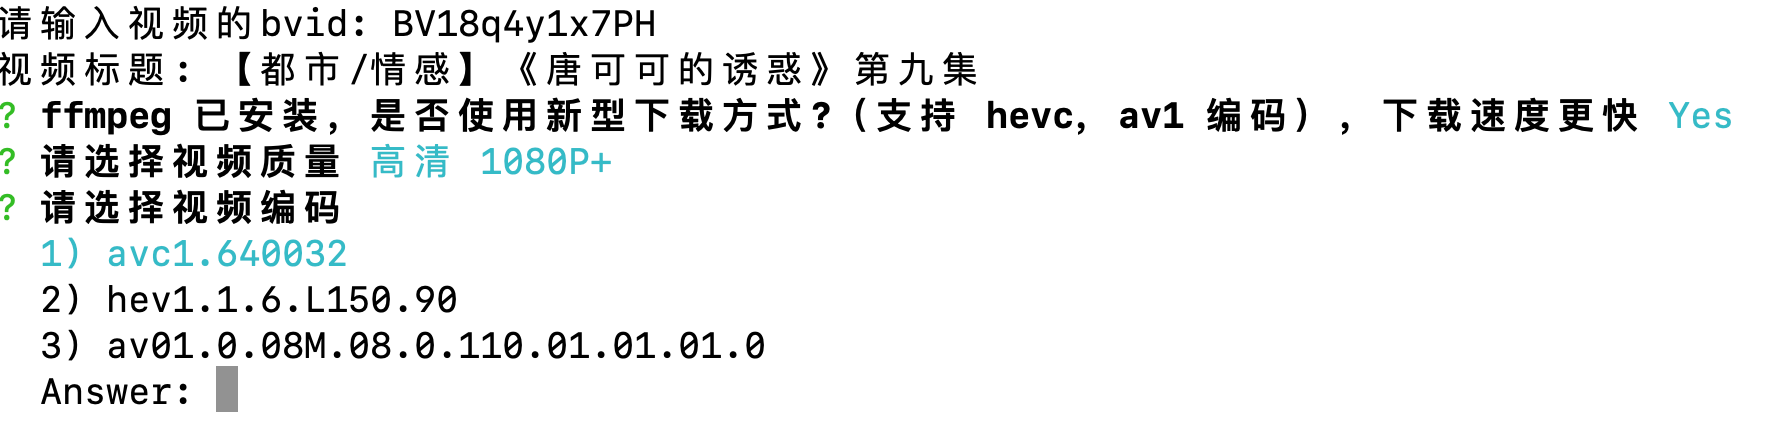 请输入视频的bvid: BV18q4y1x7PH
视频标题: 【都市/情感】《唐可可的诱惑》第九集
? ffmpeg 已安装, 是否使用新型下载方式?(支持 hevc, av1 编码) , 下载速度更快 Yes
? 请选择视频质量 高清 1080P+
? 请选择视频编码
1) avc1.640032
2) hev1.1.6.L150.90
3) av01.0.08M.08.0.110.01.01.01.0
Answer: